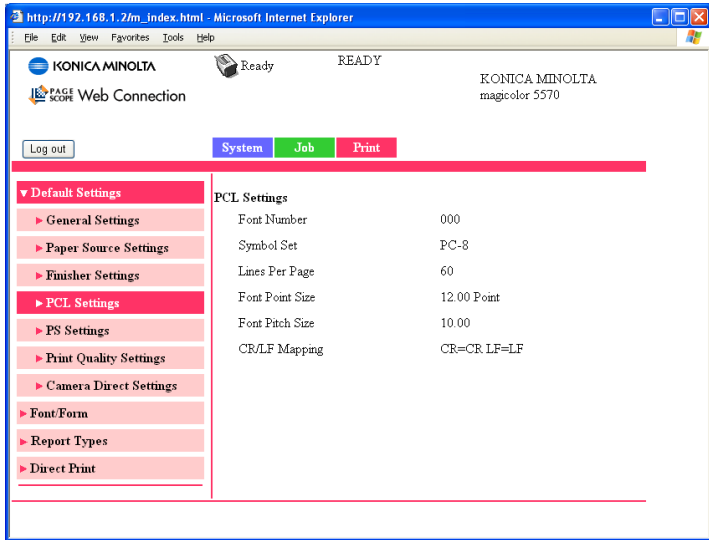 http://192.168.1.2/m_index.html - Microsoft Internet Explorer
File Edit View Favorites Tools Help
KONICA MINOLTA
PAGE SCOPE Web Connection
Ready
READY
KONICA MINOLTA
magicolor 5570
Log out
System Job Print
Default Settings
General Settings
Paper Source Settings
Finisher Settings
PCL Settings
PS Settings
Print Quality Settings
Camera Direct Settings
Font/Form
Report Types
Direct Print
PCL Settings
Font Number 000
Symbol Set PC-8
Lines Per Page 60
Font Point Size 12.00 Point
Font Pitch Size 10.00
CR/LF Mapping CR=CR LF=LF